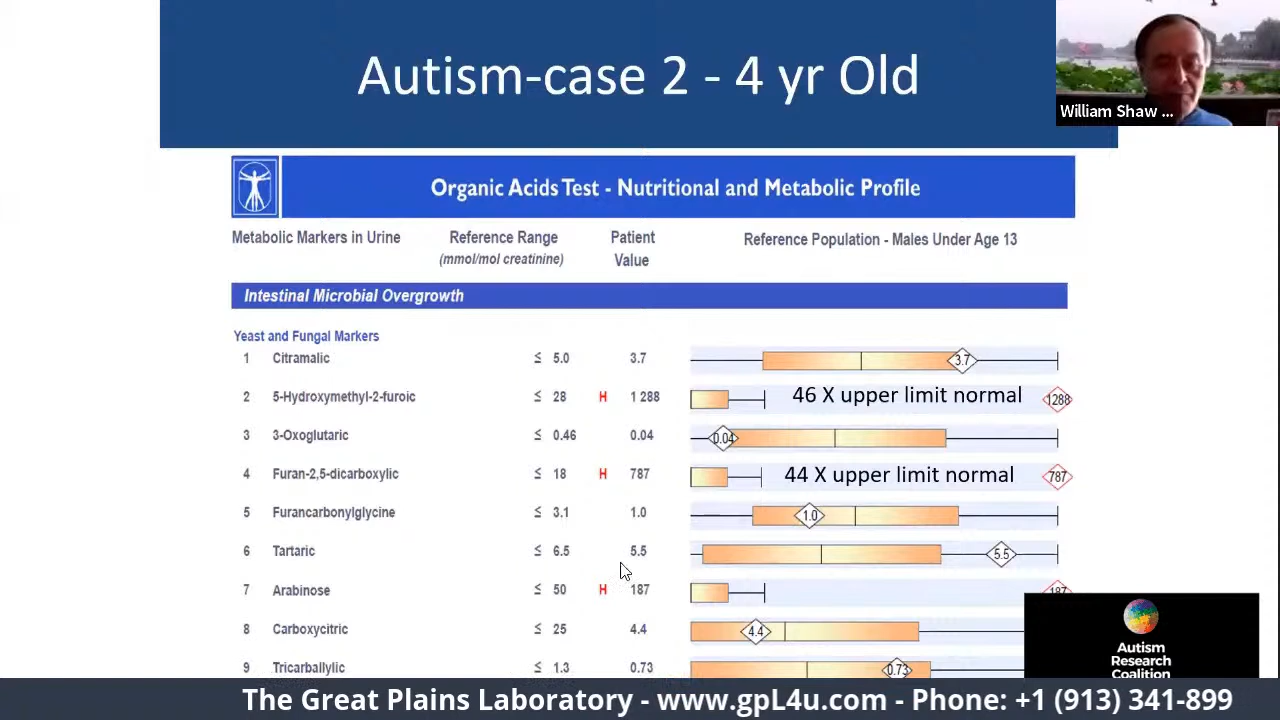 Autism-case 2 - 4 yr Old
William Shaw ...
Organic Acids Test - Nutritional and Metabolic Profile
Metabolic Markers in Urine Reference Range Patient Reference Population - Males Under Age 13
(mmol/mol creatinine) Value
Intestinal Microbial Overgrowth
Yeast and Fungal Markers
1 Citramalic ≤ 5.0 3.7 3.7
2 5-Hydroxymethyl-2-furoic ≤ 28 H 1 288 46 X upper limit normal 1288
3 3-Oxoglutaric ≤ 0.46 0.04 0.04
4 Furan-2,5-dicarboxylic ≤ 18 H 787 44 X upper limit normal 787
5 Furancarbonylglycine ≤ 3.1 1.0 1.0
6 Tartaric ≤ 6.5 5.5 5.5
7 Arabinose ≤ 50 H 187 187
8 Carboxycitric ≤ 25 4.4 4.4
9 Tricarballylic ≤ 1.3 0.73 0.73
Autism
Research
Coalition
The Great Plains Laboratory - www.gpL4u.com - Phone: +1 (913) 341-899